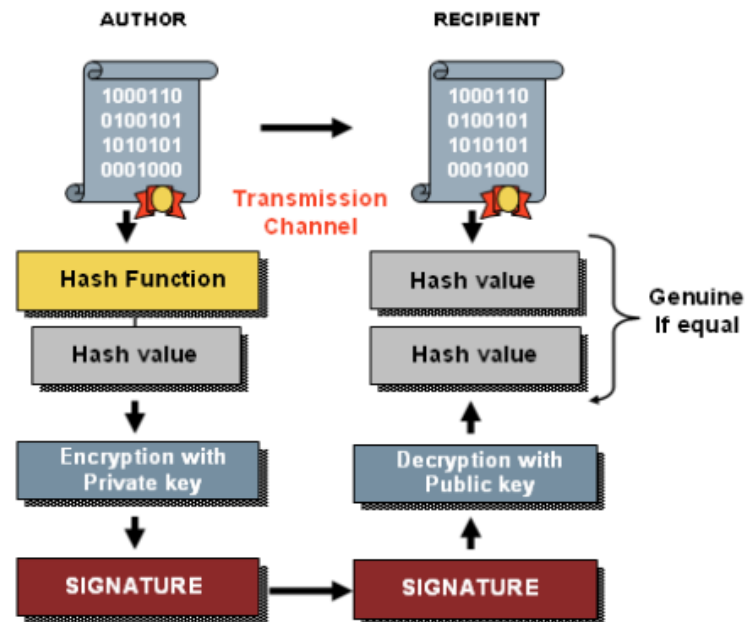 AUTHOR
RECIPIENT
1000110
0100101
1010101
0001000
1000110
0100101
1010101
0001000
Transmission
Channel
Hash Function
Hash value
Hash value
Hash value
Genuine
If equal
Encryption with
Private key
Decryption with
Public key
SIGNATURE
SIGNATURE